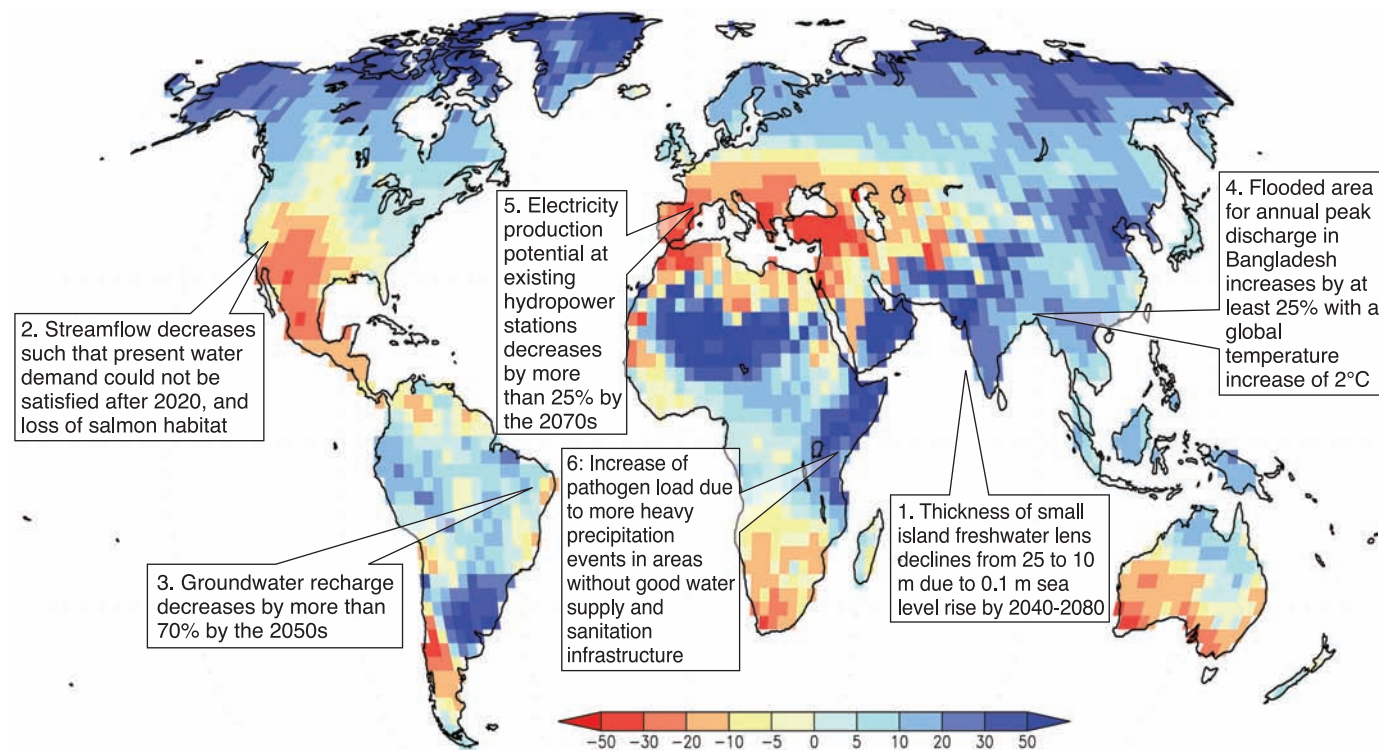 5. Electricity
production
potential at
existing
hydropower
stations
decreases
by more
than 25% by
the 2070s
4. Flooded area
for annual peak
discharge in
Bangladesh
increases by at
least 25% with a
global
temperature
increase of 2°C
2. Streamflow decreases
such that present water
demand could not be
satisfied after 2020, and
loss of salmon habitat
6: Increase of
pathogen load due
to more heavy
precipitation
events in areas
without good water
supply and
sanitation
infrastructure
1. Thickness of small
island freshwater lens
declines from 25 to 10
m due to 0.1 m sea
level rise by 2040-2080
3. Groundwater recharge
decreases by more than
70% by the 2050s
−50 −30 −20 −10 −5 0 5 10 20 30 50